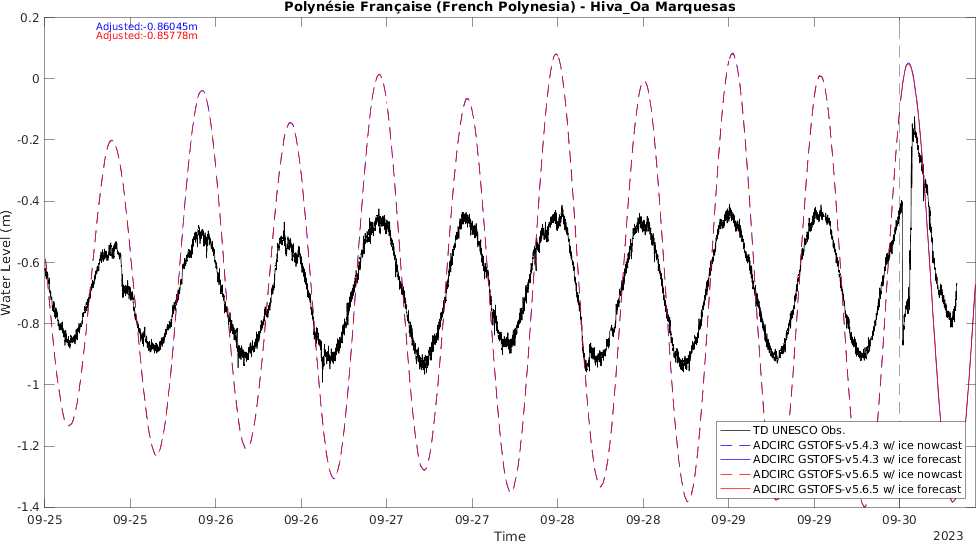 Polynésie Française (French Polynesia) - Hiva_Oa Marquesas
Adjusted:-0.86045m
Adjusted:-0.85778m
Water Level (m)
0.2
0
-0.2
-0.4
-0.6
-0.8
-1
-1.2
-1.4
TD UNESCO Obs.
ADCIRC GSTOFS-v5.4.3 w/ ice nowcast
ADCIRC GSTOFS-v5.4.3 w/ ice forecast
ADCIRC GSTOFS-v5.6.5 w/ ice nowcast
ADCIRC GSTOFS-v5.6.5 w/ ice forecast
09-25 09-25 09-26 09-26 09-27 09-27 09-28 09-28 09-29 09-29 09-30
Time
2023